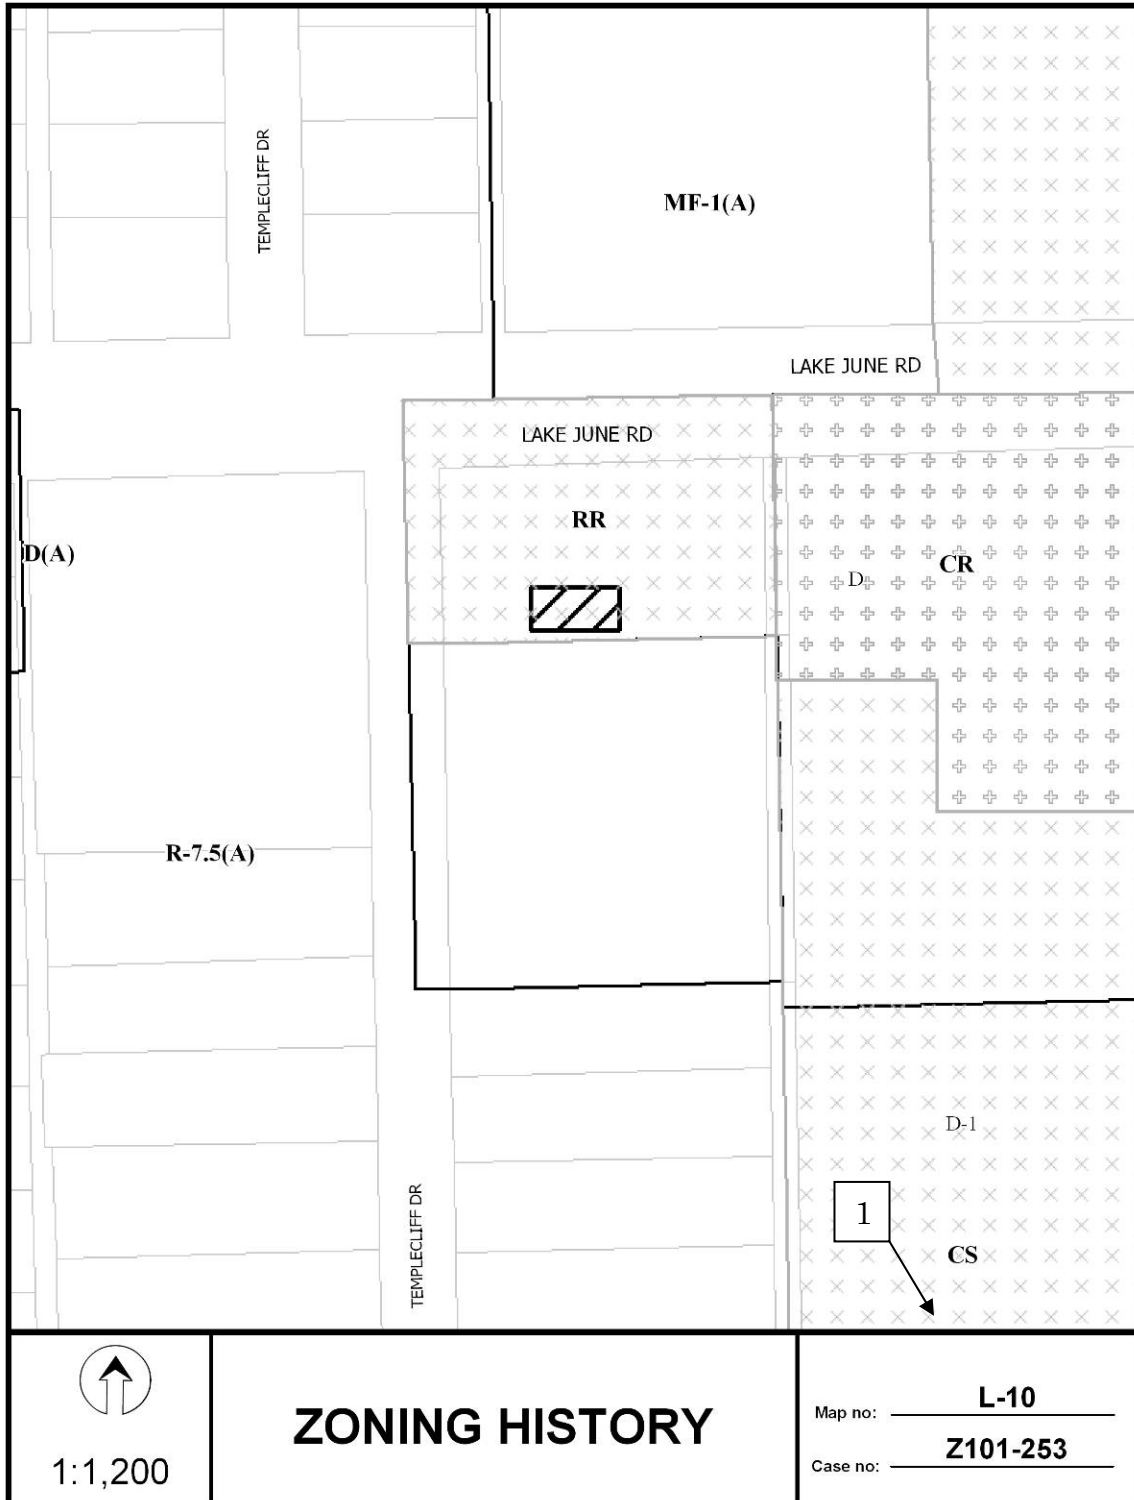 TEMPLECLIFF DR
MF-1(A)
LAKE JUNE RD
LAKE JUNE RD
RR
D(A)
D
CR
R-7.5(A)
D-1
TEMPLECLIFF DR
1
CS
1:1,200
ZONING HISTORY
Map no: L-10
Case no: Z101-253